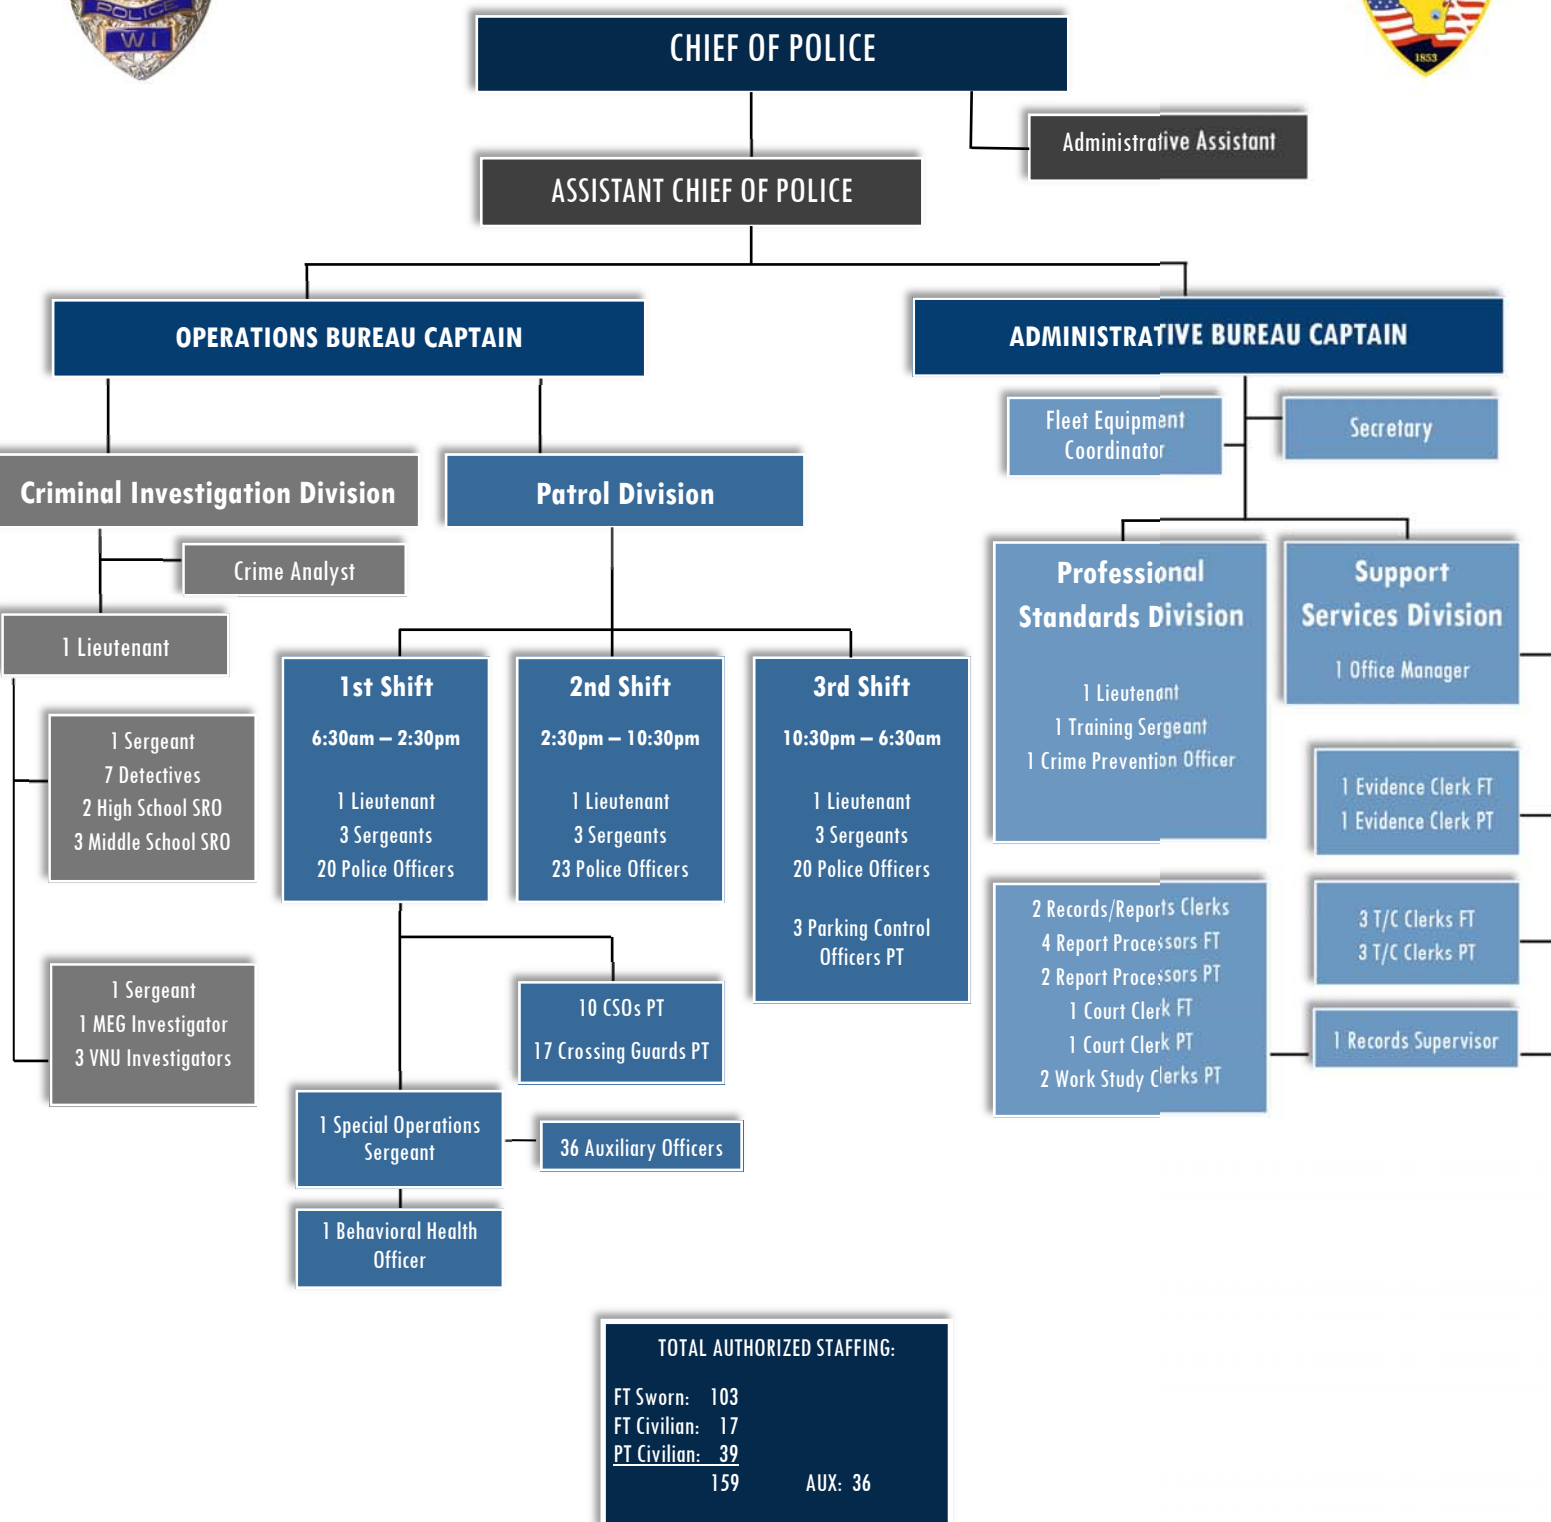 POLICE
WI
1853
CHIEF OF POLICE
Administrative Assistant
ASSISTANT CHIEF OF POLICE
OPERATIONS BUREAU CAPTAIN
ADMINISTRATIVE BUREAU CAPTAIN
Fleet Equipment
Coordinator
Secretary
Criminal Investigation Division
Patrol Division
Crime Analyst
1 Lieutenant
1 Sergeant
7 Detectives
2 High School SRO
3 Middle School SRO
1 Sergeant
1 MEG Investigator
3 VNU Investigators
1st Shift
6:30am – 2:30pm
1 Lieutenant
3 Sergeants
20 Police Officers
2nd Shift
2:30pm – 10:30pm
1 Lieutenant
3 Sergeants
23 Police Officers
3rd Shift
10:30pm – 6:30am
1 Lieutenant
3 Sergeants
20 Police Officers
3 Parking Control
Officers PT
10 CSOs PT
17 Crossing Guards PT
1 Special Operations
Sergeant
36 Auxiliary Officers
1 Behavioral Health
Officer
Professional
Standards Division
1 Lieutenant
1 Training Sergeant
1 Crime Prevention Officer
Support
Services Division
1 Office Manager
1 Evidence Clerk FT
1 Evidence Clerk PT
3 T/C Clerks FT
3 T/C Clerks PT
1 Records Supervisor
2 Records/Reports Clerks
4 Report Processors FT
2 Report Processors PT
1 Court Clerk FT
1 Court Clerk PT
2 Work Study Clerks PT
TOTAL AUTHORIZED STAFFING:
FT Sworn: 103
FT Civilian: 17
PT Civilian: 39
159 AUX: 36